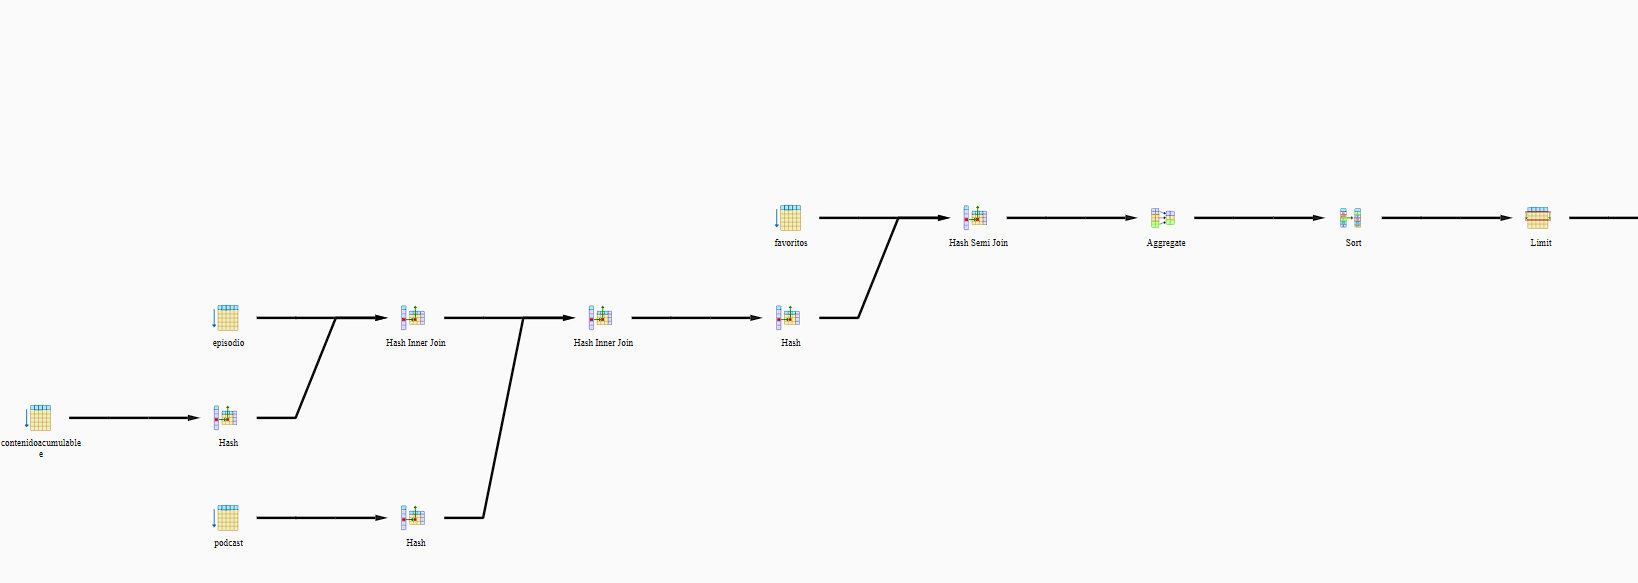 favoritos
Hash Semi Join
Aggregate
Sort
Limit
episodio
Hash Inner Join
Hash Inner Join
Hash
contenidoacumulable
e
Hash
podcast
Hash